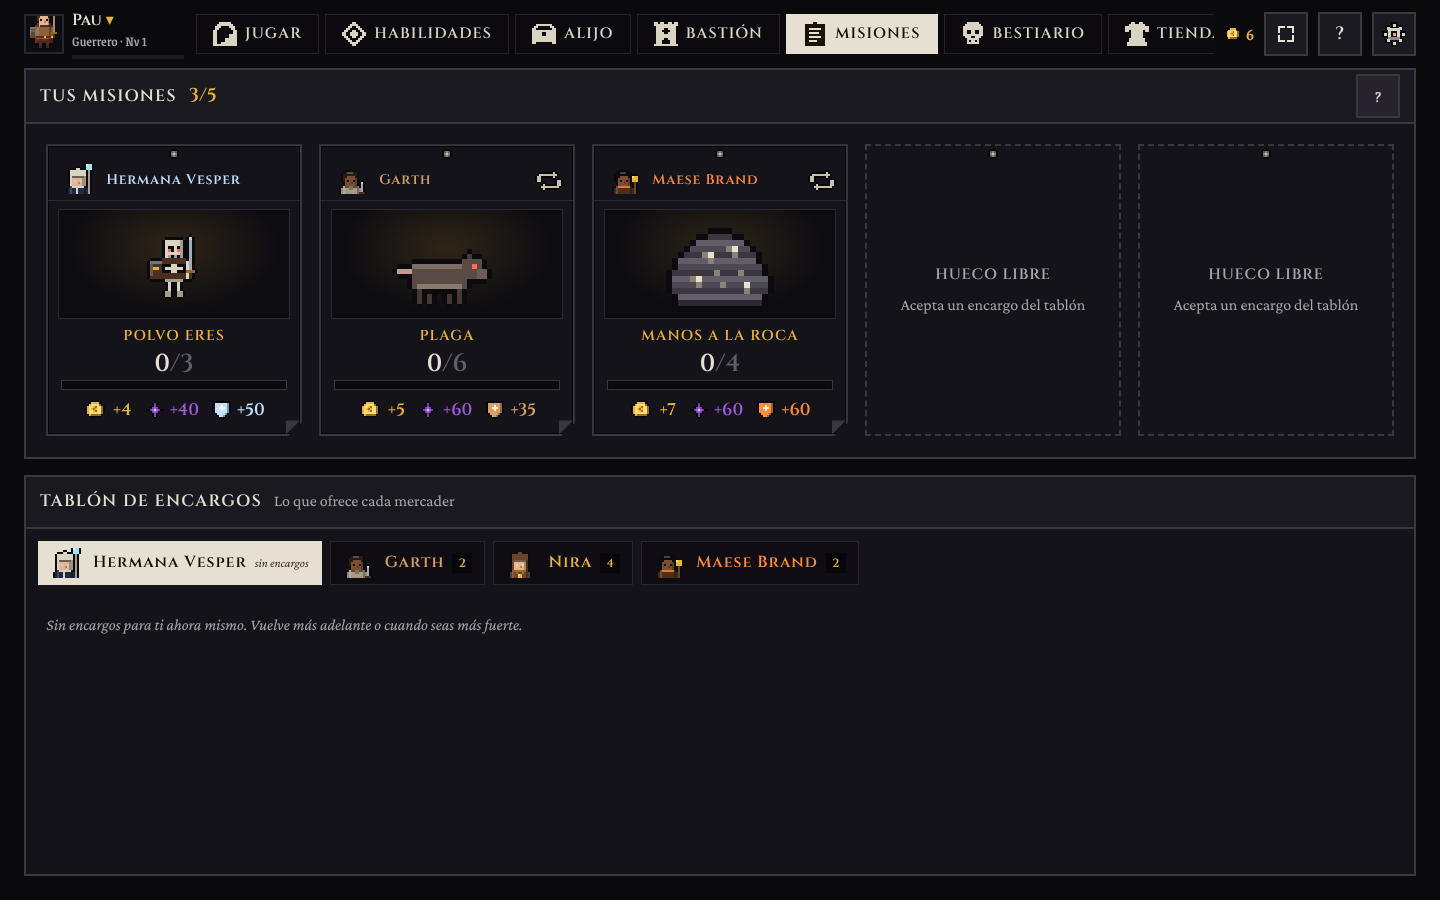 Pau ▾
Guerrero · Nv 1
JUGAR
HABILIDADES
ALIJO
BASTIÓN
MISIONES
BESTIARIO
TIEND
6
?
TUS MISIONES 3/5
?
Hermana Vesper
Garth
Maese Brand
POLVO ERES
0/3
+4 +40 +50
PLAGA
0/6
+5 +60 +35
MANOS A LA ROCA
0/4
+7 +60 +60
HUECO LIBRE
Acepta un encargo del tablón
HUECO LIBRE
Acepta un encargo del tablón
TABLÓN DE ENCARGOS Lo que ofrece cada mercader
Hermana Vesper sin encargos
Garth 2
Nira 4
Maese Brand 2
Sin encargos para ti ahora mismo. Vuelve más adelante o cuando seas más fuerte.